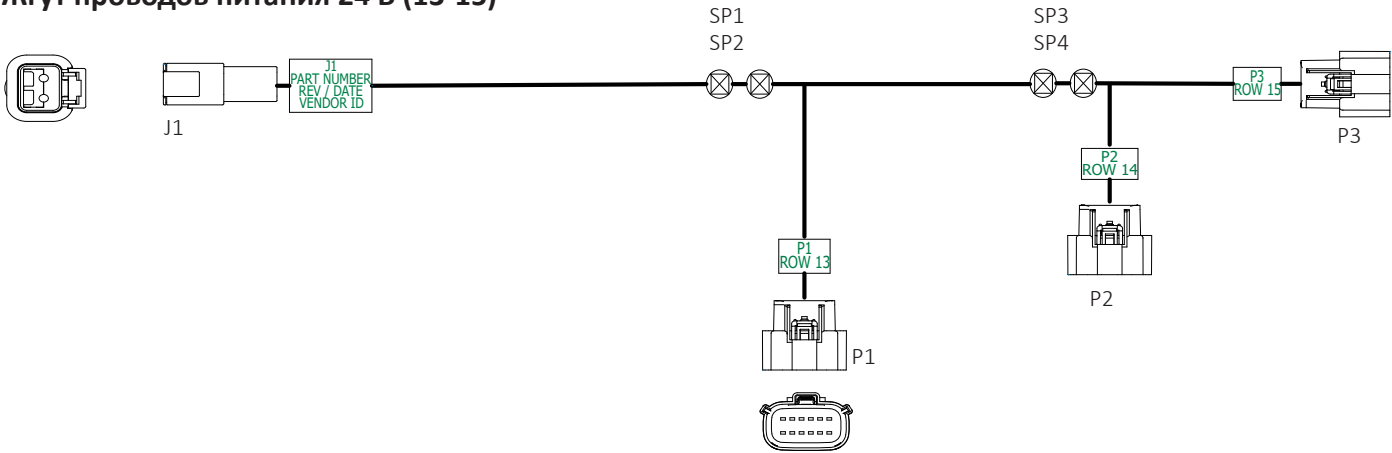 Жгут проводов питания 24 В (13-15)
SP1
SP2
SP3
SP4
J1
PART NUMBER
REV / DATE
VENDOR ID
P3
ROW 15
J1
P3
P2
ROW 14
P1
ROW 13
P2
P1